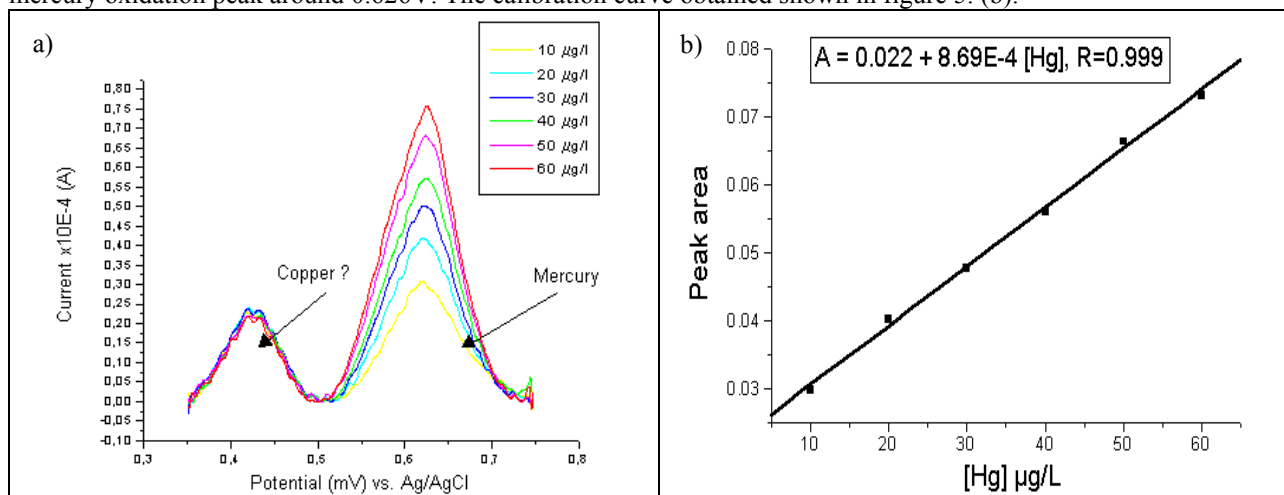 mercury oxidation peak around 0.620V. The calibration curve obtained shown in figure 5. (b).
a)
10 µg/l
20 µg/l
30 µg/l
40 µg/l
50 µg/l
60 µg/l
0,85
0,80
0,75
0,70
0,65
0,60
0,55
0,50
0,45
0,40
0,35
0,30
0,25
0,20
0,15
0,10
0,05
0,00
-0,05
-0,10
Current x10E-4 (A)
Copper ?
Mercury
0,3 0,4 0,5 0,6 0,7 0,8
Potential (mV) vs. Ag/AgCl
b)
A = 0.022 + 8.69E-4 [Hg], R=0.999
0.08
0.07
0.06
0.05
0.04
0.03
Peak area
10 20 30 40 50 60
[Hg] µg/L